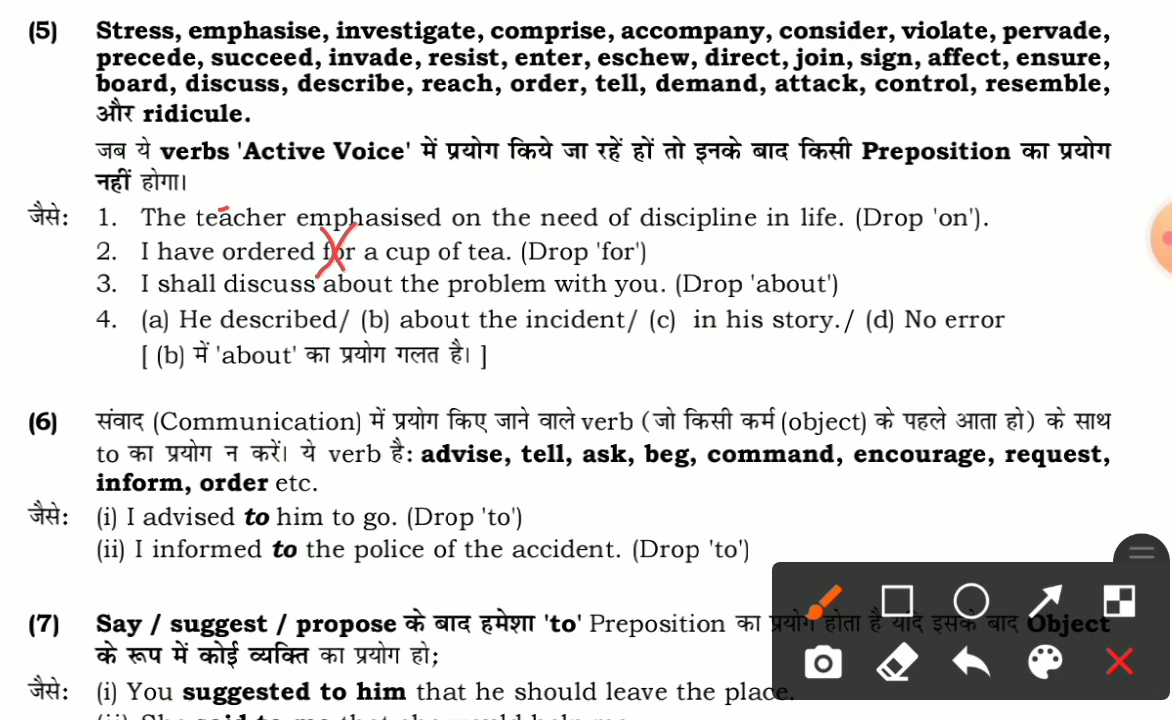 (5) Stress, emphasise, investigate, comprise, accompany, consider, violate, pervade,
precede, succeed, invade, resist, enter, eschew, direct, join, sign, affect, ensure,
board, discuss, describe, reach, order, tell, demand, attack, control, resemble,
और ridicule.
जब ये verbs 'Active Voice' में प्रयोग किये जा रहें हों तो इनके बाद किसी Preposition का प्रयोग
नहीं होगा।
जैसे: 1. The teacher emphasised on the need of discipline in life. (Drop 'on').
2. I have ordered for a cup of tea. (Drop 'for')
3. I shall discuss about the problem with you. (Drop 'about')
4. (a) He described/ (b) about the incident/ (c) in his story./ (d) No error
[ (b) में 'about' का प्रयोग गलत है। ]
(6) संवाद (Communication) में प्रयोग किए जाने वाले verb (जो किसी कर्म (object) के पहले आता हो) के साथ
to का प्रयोग न करें। ये verb है: advise, tell, ask, beg, command, encourage, request,
inform, order etc.
जैसे: (i) I advised to him to go. (Drop 'to')
(ii) I informed to the police of the accident. (Drop 'to')
(7) Say / suggest / propose के बाद हमेशा 'to' Preposition का प्रयोग होता है यदि इसके बाद Object
के रूप में कोई व्यक्ति का प्रयोग हो;
जैसे: (i) You suggested to him that he should leave the place.